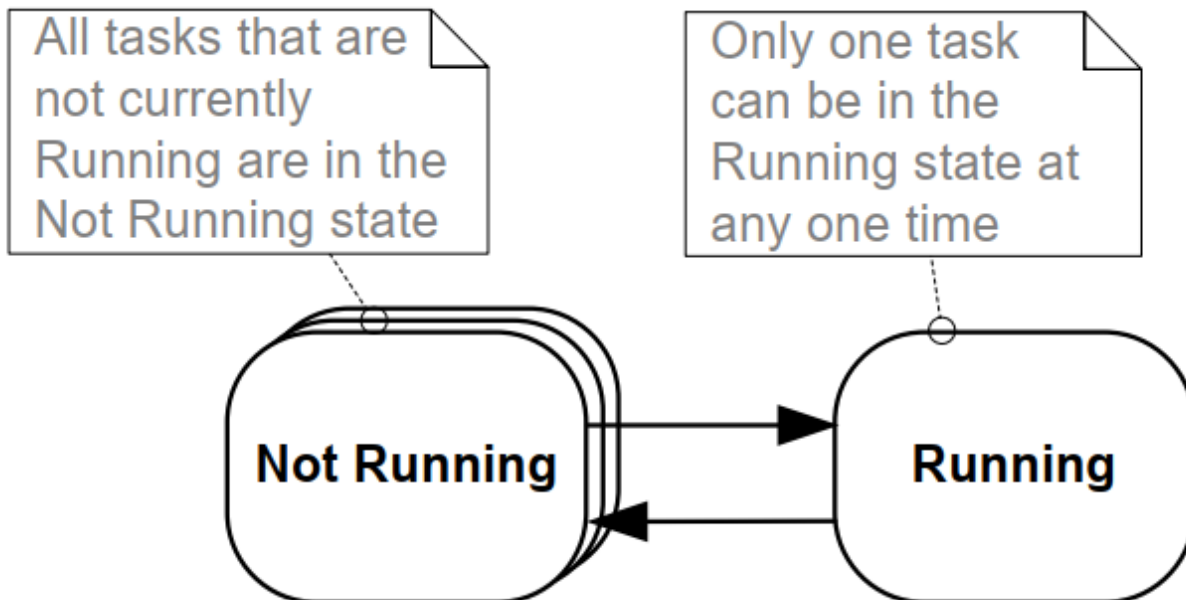 All tasks that are
not currently
Running are in the
Not Running state
Only one task
can be in the
Running state at
any one time
Not Running
Running